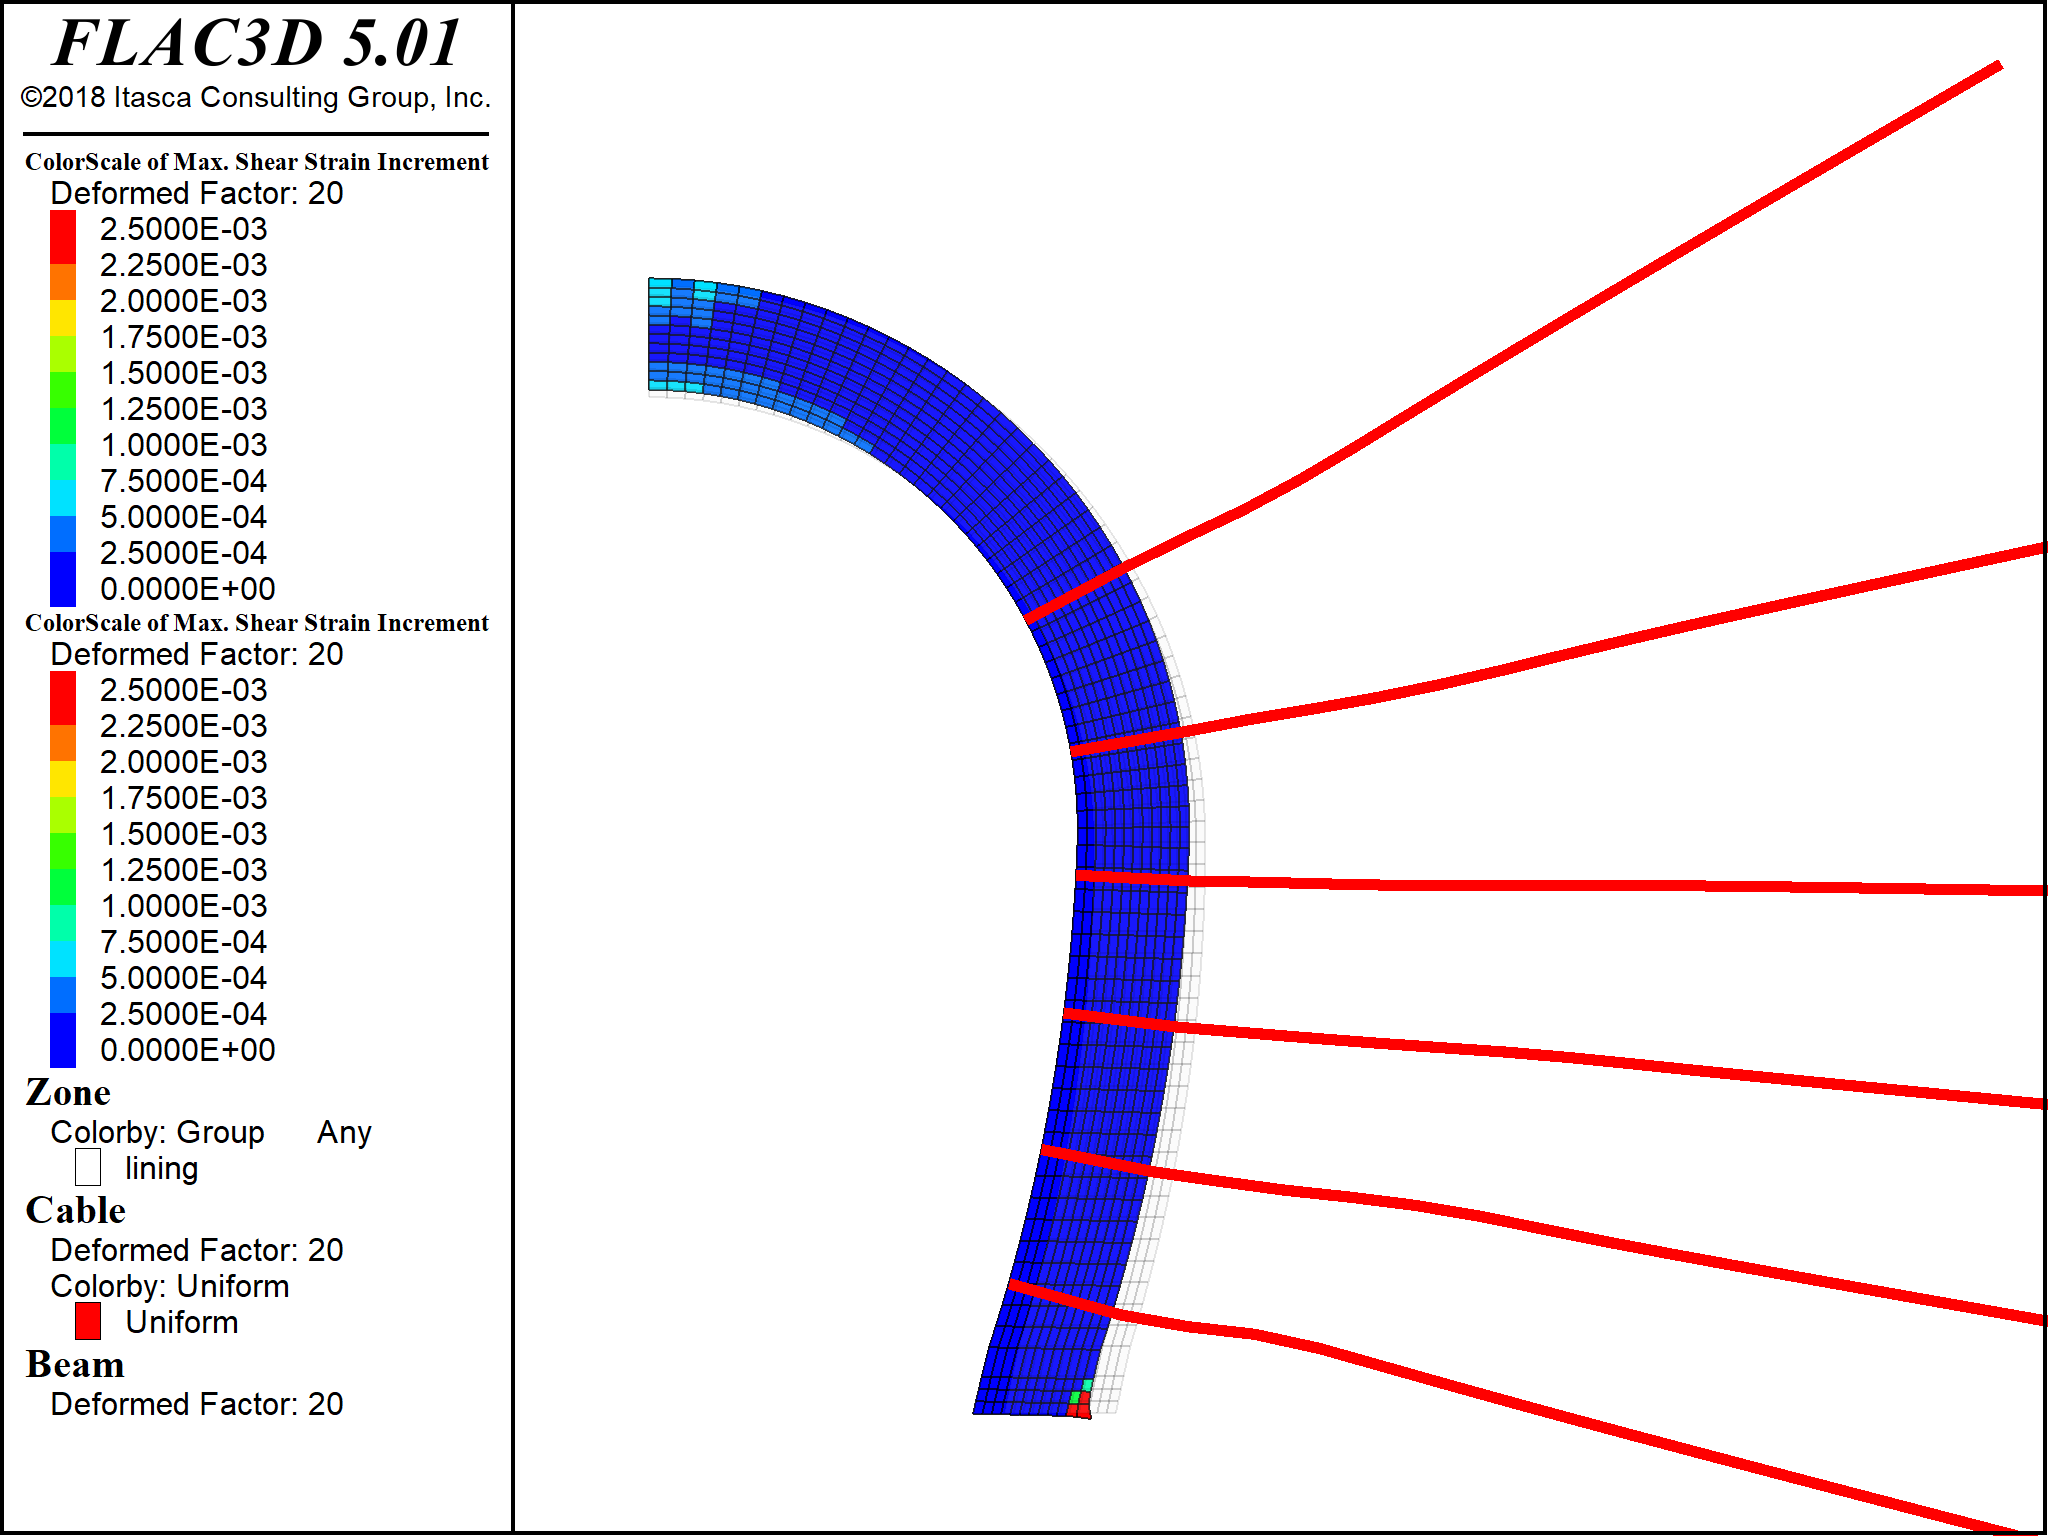 FLAC3D 5.01
©2018 Itasca Consulting Group, Inc.
ColorScale of Max. Shear Strain Increment
Deformed Factor: 20
2.5000E-03
2.2500E-03
2.0000E-03
1.7500E-03
1.5000E-03
1.2500E-03
1.0000E-03
7.5000E-04
5.0000E-04
2.5000E-04
0.0000E+00
ColorScale of Max. Shear Strain Increment
Deformed Factor: 20
2.5000E-03
2.2500E-03
2.0000E-03
1.7500E-03
1.5000E-03
1.2500E-03
1.0000E-03
7.5000E-04
5.0000E-04
2.5000E-04
0.0000E+00
Zone
Colorby: Group Any
lining
Cable
Deformed Factor: 20
Colorby: Uniform
Uniform
Beam
Deformed Factor: 20